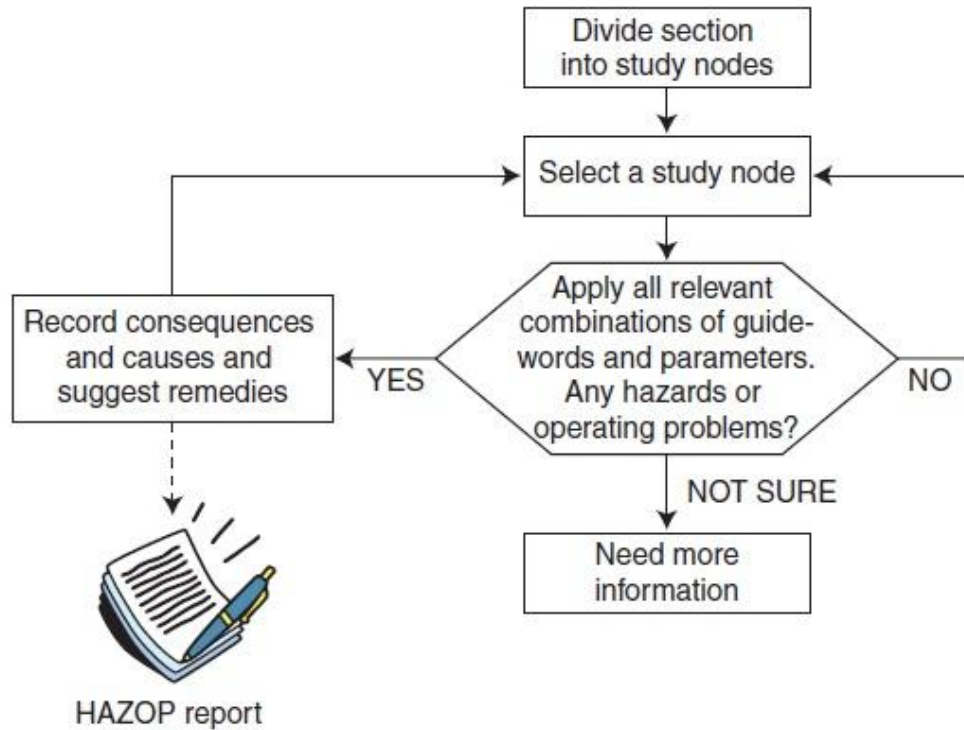 Divide section
into study nodes
Select a study node
Apply all relevant
combinations of guide-
words and parameters.
Any hazards or
operating problems?
YES
NO
Record consequences
and causes and
suggest remedies
NOT SURE
Need more
information
HAZOP report